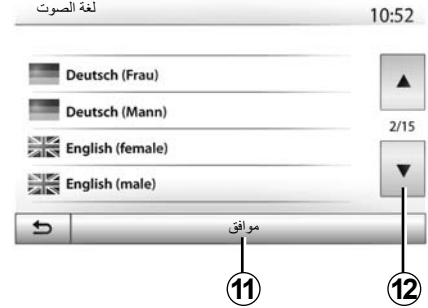 لغة الصوت
10:52
Deutsch (Frau)
Deutsch (Mann)
2/15
English (female)
English (male)
موافق
11
12